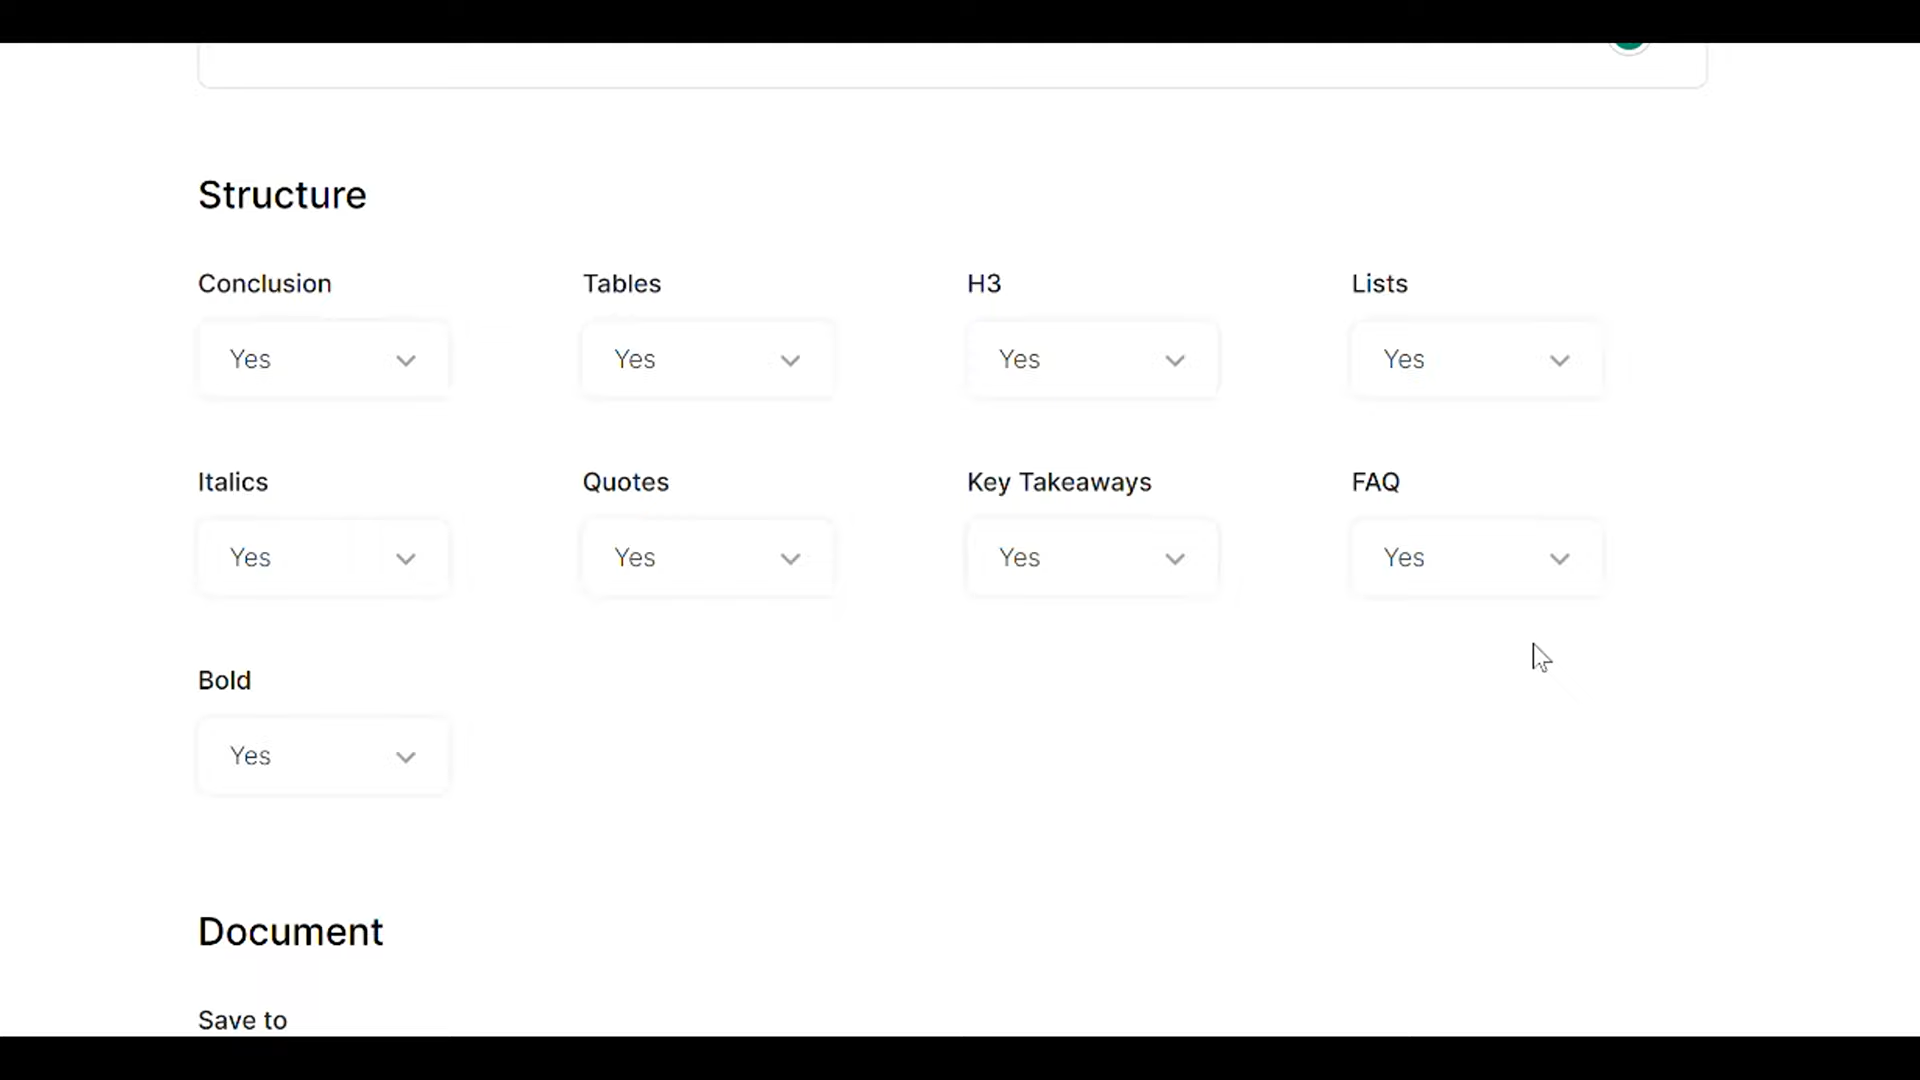 Structure
Conclusion Tables H3 Lists
Yes Yes Yes Yes
Italics Quotes Key Takeaways FAQ
Yes Yes Yes Yes
Bold
Yes
Document
Save to